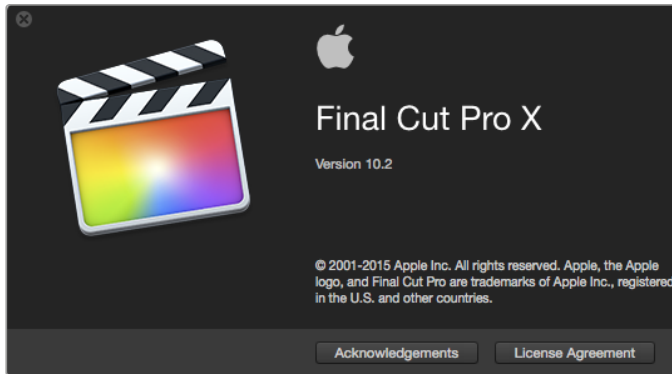 Final Cut Pro X
Version 10.2
© 2001-2015 Apple Inc. All rights reserved. Apple, the Apple
logo, and Final Cut Pro are trademarks of Apple Inc., registered
in the U.S. and other countries.
Acknowledgements
License Agreement